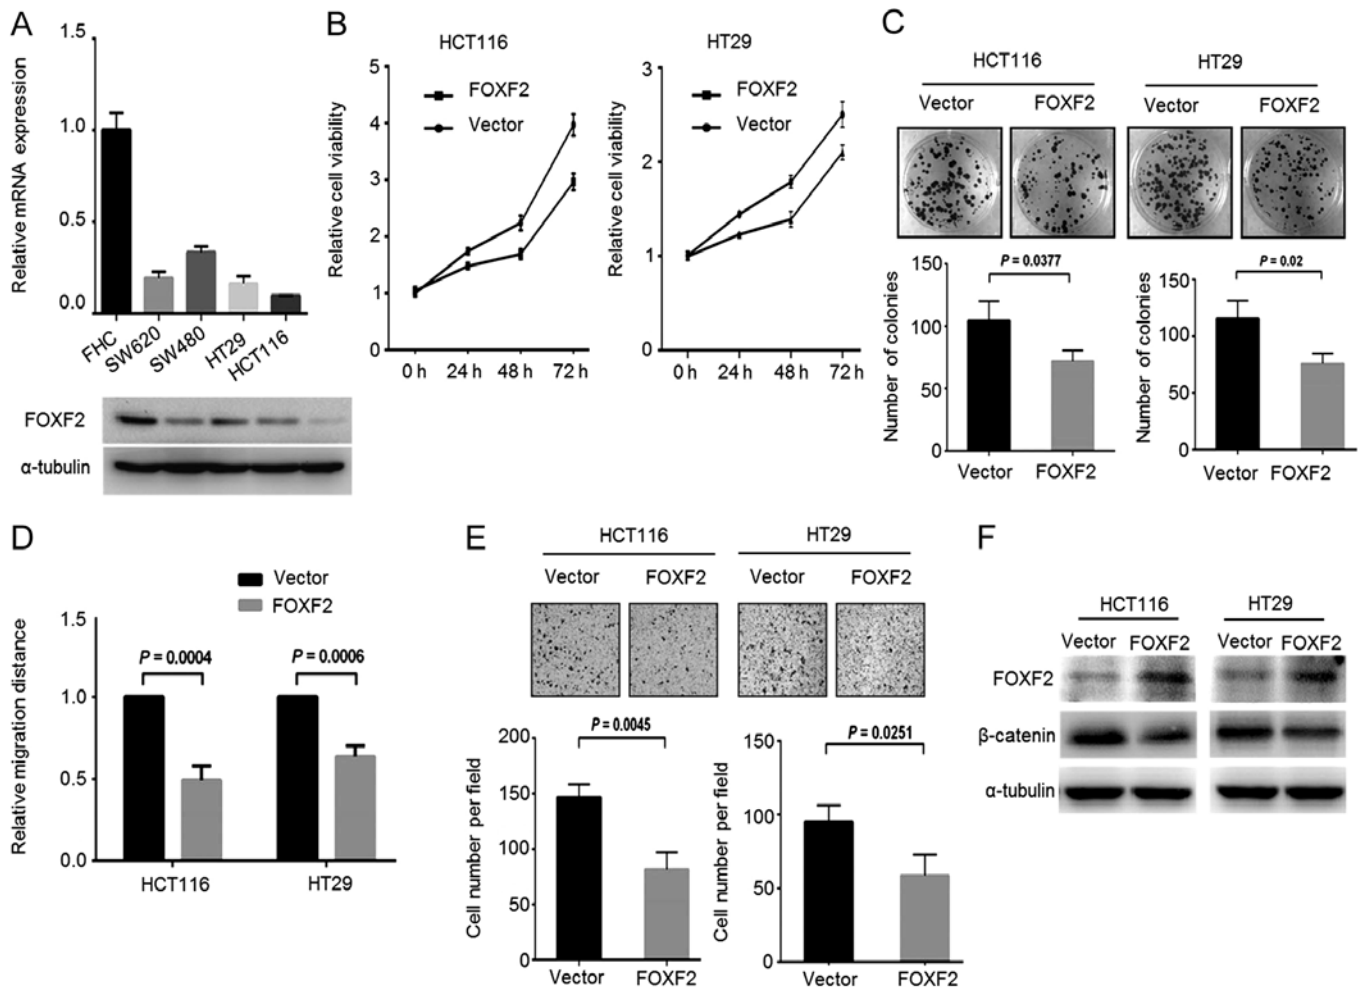 A
Relative mRNA expression
1.5
1.0
0.5
0.0
FHC
SW620
SW480
HT29
HCT116
FOXF2
α-tubulin
B
HCT116
Relative cell viability
5
4
3
2
1
0
FOXF2
Vector
0 h 24 h 48 h 72 h
HT29
Relative cell viability
3
2
1
0
FOXF2
Vector
0 h 24 h 48 h 72 h
C
HCT116 HT29
Vector FOXF2 Vector FOXF2
Number of colonies
150
100
50
0
P = 0.0377
Vector FOXF2
Number of colonies
150
100
50
0
P = 0.02
Vector FOXF2
D
Vector
FOXF2
Relative migration distance
1.5
1.0
0.5
0.0
P = 0.0004 P = 0.0006
HCT116 HT29
E
HCT116 HT29
Vector FOXF2 Vector FOXF2
Cell number per field
200
150
100
50
0
P = 0.0045
Vector FOXF2
Cell number per field
150
100
50
0
P = 0.0251
Vector FOXF2
F
HCT116 HT29
Vector FOXF2 Vector FOXF2
FOXF2
β-catenin
α-tubulin